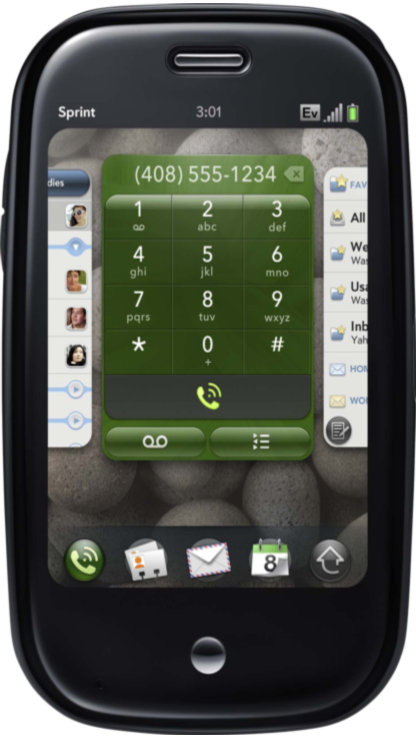 Sprint
3:01
Ev
dies
(408) 555-1234
1
2
abc
3
def
4
ghi
5
jkl
6
mno
7
pqrs
8
tuv
9
wxyz
*
0
+
#
FAV
All
We
Was
Usa
Was
Inb
Yah
HOM
WO
8